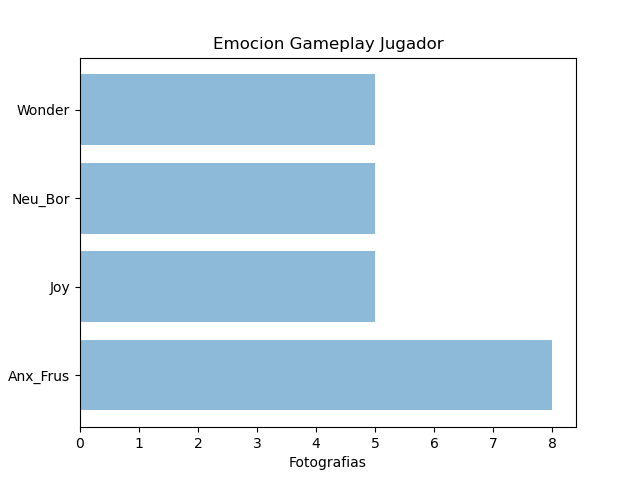 Emocion Gameplay Jugador
Wonder
Neu_Bor
Joy
Anx_Frus
0 1 2 3 4 5 6 7 8
Fotografias